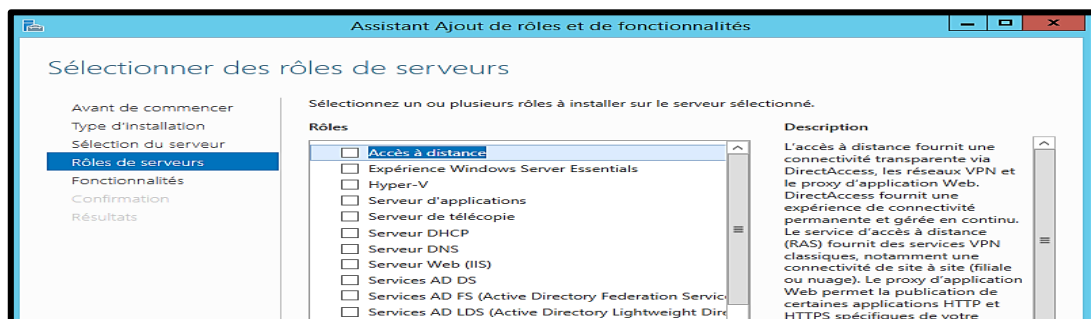 Assistant Ajout de rôles et de fonctionnalités
Sélectionner des rôles de serveurs
Avant de commencer
Type d'installation
Sélection du serveur
Rôles de serveurs
Fonctionnalités
Confirmation
Résultats
Sélectionnez un ou plusieurs rôles à installer sur le serveur sélectionné.
Rôles
Accès à distance
Expérience Windows Server Essentials
Hyper-V
Serveur d'applications
Serveur de télécopie
Serveur DHCP
Serveur DNS
Serveur Web (IIS)
Services AD DS
Services AD FS (Active Directory Federation Servic
Services AD LDS (Active Directory Lightweight Dire
Description
L'accès à distance fournit une
connectivité transparente via
DirectAccess, les réseaux VPN et
le proxy d'application Web.
DirectAccess fournit une
expérience de connectivité
permanente et gérée en continu.
Le service d'accès à distance
(RAS) fournit des services VPN
classiques, notamment une
connectivité de site à site (filiale
ou nuage). Le proxy d'application
Web permet la publication de
certaines applications HTTP et
HTTPS spécifiques de votre